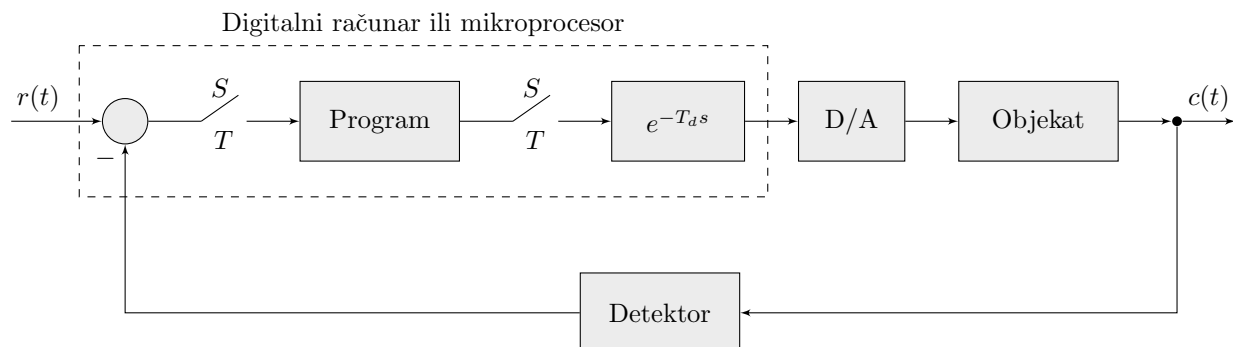 Digitalni računar ili mikroprocesor
r(t)
−
S
T
Program
S
T
e^{-T_d s}
D/A
Objekat
c(t)
Detektor